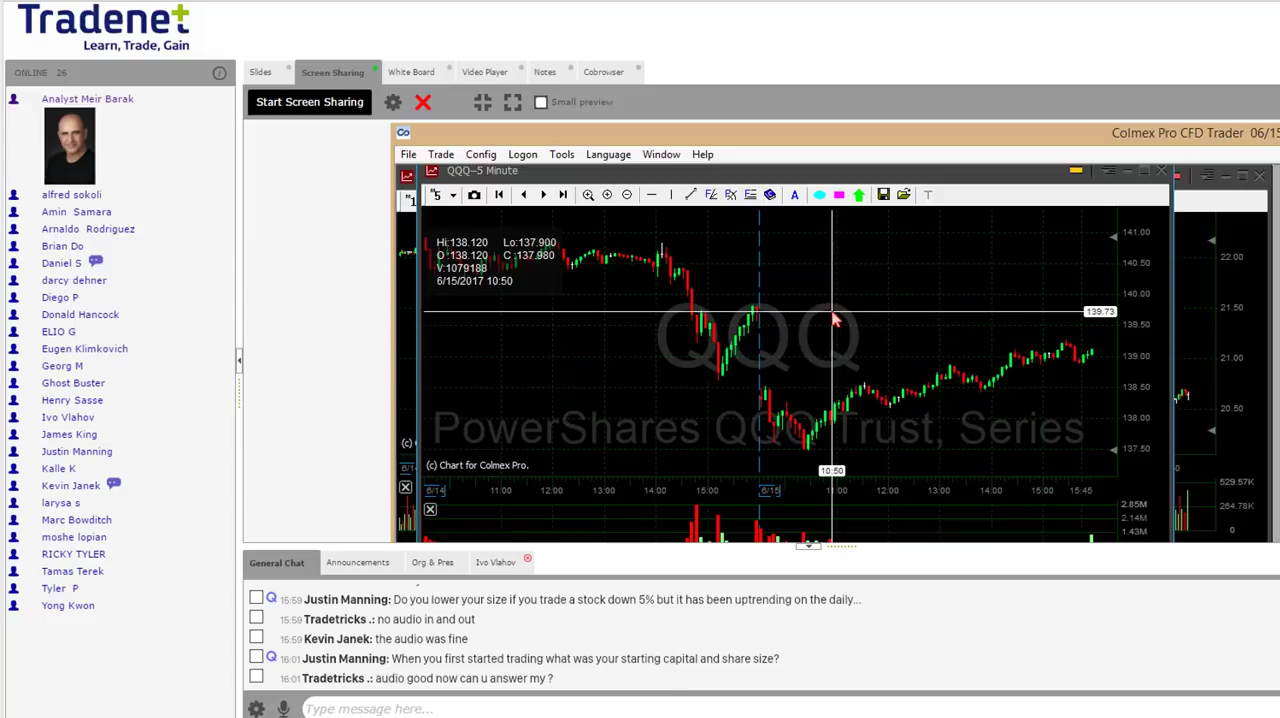 Tradenet
Learn, Trade, Gain
ONLINE 26
Analyst Meir Barak
alfred sokoli
Amin Samara
Arnaldo Rodriguez
Brian Do
Daniel S
darcy dehner
Diego P
Donald Hancock
ELIO G
Eugen Klimkovich
Georg M
Ghost Buster
Henry Sasse
Ivo Vlahov
James King
Justin Manning
Kalle K
Kevin Janek
larysa s
Marc Bowditch
moshe lopian
RICKY TYLER
Tamas Terek
Tyler P
Yong Kwon
Slides
Screen Sharing
White Board
Video Player
Notes
Cobrowser
Start Screen Sharing
Small preview
Colmex Pro CFD Trader 06/15
File Trade Config Logon Tools Language Window Help
QQQ--5 Minute
Hi:138.120 Lo:137.900
O :138.120 C :137.980
V:1079188
6/15/2017 10:50
QQQ
PowerShares QQQ Trust, Series
(c) Chart for Colmex Pro.
141.00
140.50
140.00
139.73
139.50
139.00
138.50
138.00
137.50
10:50
6/14 11:00 12:00 13:00 14:00 15:00 6/15 11:00 12:00 13:00 14:00 15:00 15:45
2.85M
2.14M
1.43M
22.00
21.50
21.00
20.50
529.57K
353.04K
0
General Chat
Announcements
Org & Pres
Ivo Vlahov
15:59 Justin Manning: Do you lower your size if you trade a stock down 5% but it has been uptrending on the daily...
15:59 Tradetricks .: no audio in and out
15:59 Kevin Janek: the audio was fine
16:01 Justin Manning: When you first started trading what was your starting capital and share size?
16:01 Tradetricks .: audio good now can u answer my ?
Type message here...